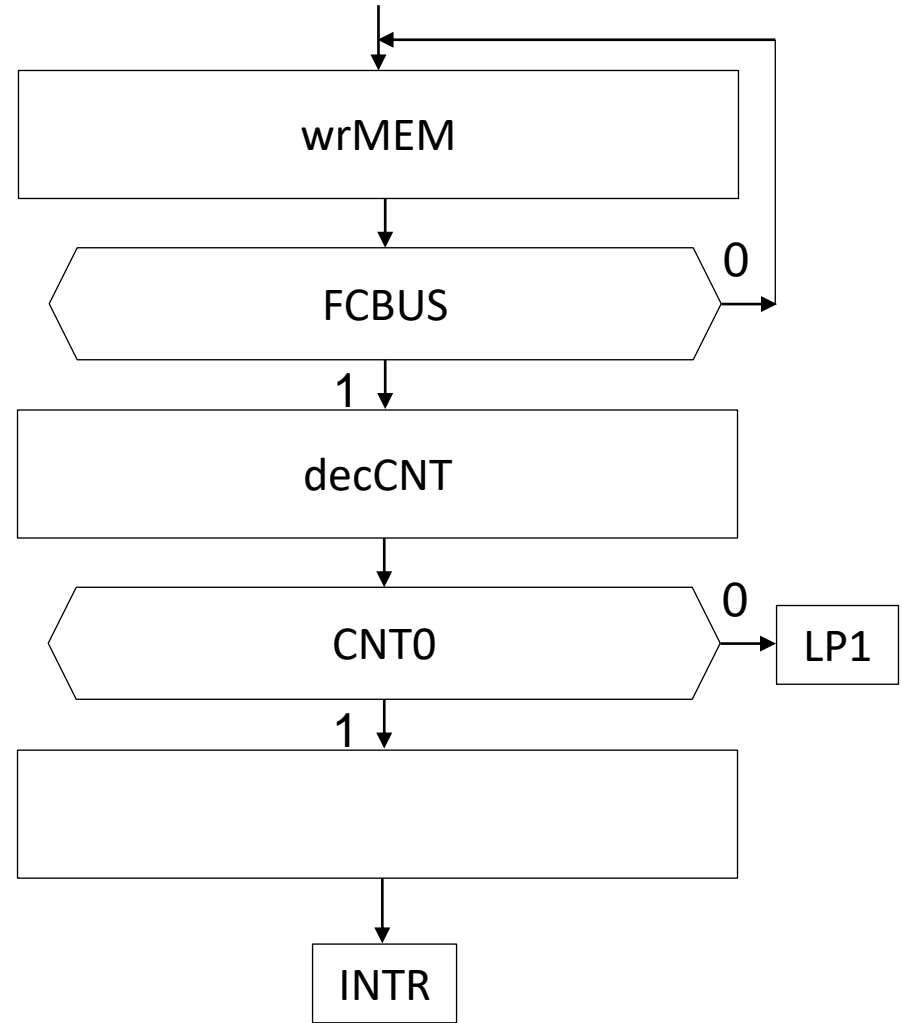 wrMEM
0
FCBUS
1
decCNT
0
CNT0
LP1
1
INTR